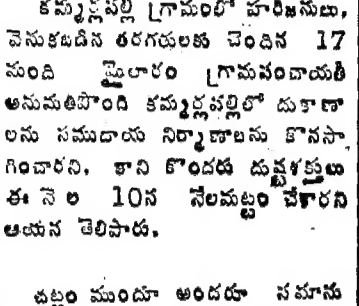 కమ్మర్లపల్లి గ్రామంలో హరిజనులు,
వెనుకబడిన తరగతులకు చెందిన 17
మంది మైలారం గ్రామపంచాయతీ
అనుమతిపొంది కమ్మర్లపల్లిలో దుకాణా
లను సముదాయ నిర్మాణాలను కొనసా
గించారని, కాని కొందరు దుష్టశక్తులు
ఈ నె ల 10న నేలమట్టం చేశారని
ఆయన తెలిపారు.
చట్టం ముందూ అందరూ సమాను